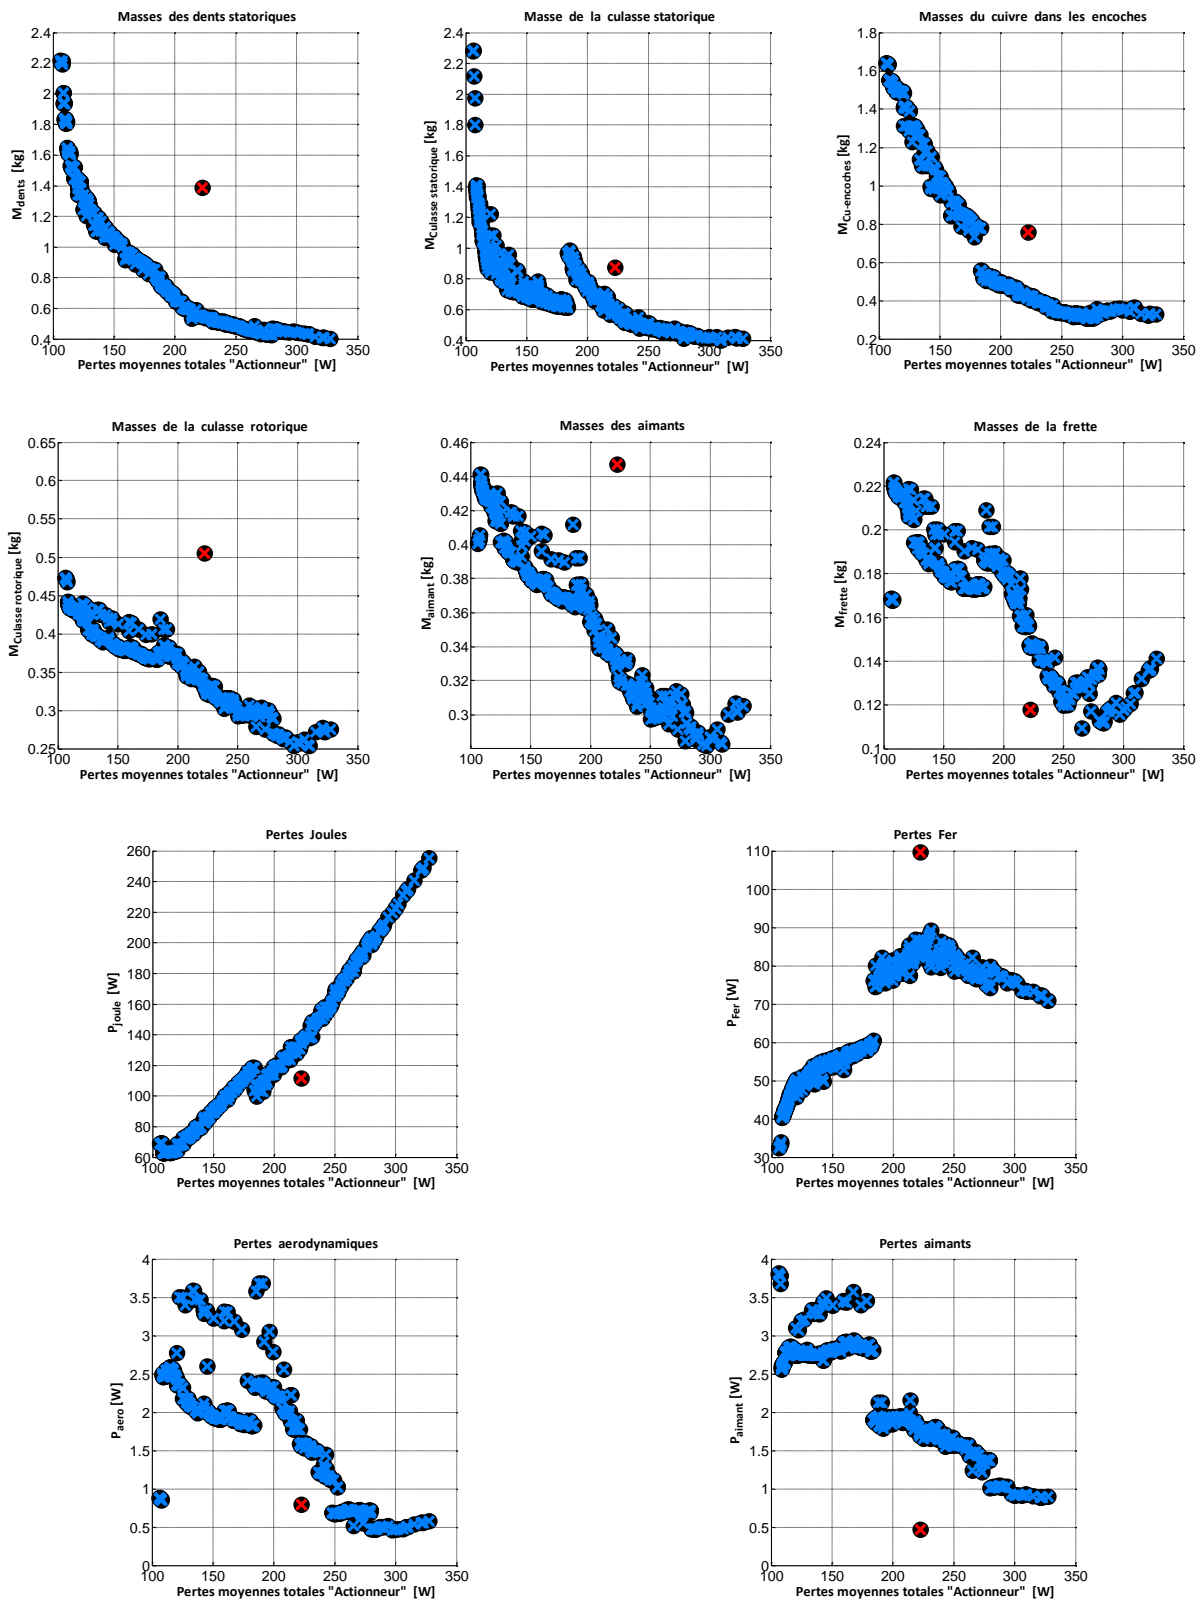 Masses des dents statoriques
Masse de la culasse statorique
Masses du cuivre dans les encoches
2.4
2.2
2
1.8
1.6
1.4
1.2
1
0.8
0.6
0.4
M_dents [kg]
100 150 200 250 300 350
Pertes moyennes totales "Actionneur" [W]
2.4
2.2
2
1.8
1.6
1.4
1.2
1
0.8
0.6
0.4
M_Culasse statorique [kg]
100 150 200 250 300 350
Pertes moyennes totales "Actionneur" [W]
1.8
1.6
1.4
1.2
1
0.8
0.6
0.4
0.2
M_Cu-encoches [kg]
100 150 200 250 300 350
Pertes moyennes totales "Actionneur" [W]
Masses de la culasse rotorique
Masses des aimants
Masses de la frette
0.65
0.6
0.55
0.5
0.45
0.4
0.35
0.3
0.25
M_Culasse rotorique [kg]
100 150 200 250 300 350
Pertes moyennes totales "Actionneur" [W]
0.46
0.44
0.42
0.4
0.38
0.36
0.34
0.32
0.3
M_aimant [kg]
100 150 200 250 300 350
Pertes moyennes totales "Actionneur" [W]
0.24
0.22
0.2
0.18
0.16
0.14
0.12
0.1
M_frette [kg]
100 150 200 250 300 350
Pertes moyennes totales "Actionneur" [W]
Pertes Joules
Pertes Fer
260
240
220
200
180
160
140
120
100
80
60
P_joule [W]
100 150 200 250 300 350
Pertes moyennes totales "Actionneur" [W]
110
100
90
80
70
60
50
40
30
P_Fer [W]
100 150 200 250 300 350
Pertes moyennes totales "Actionneur" [W]
Pertes aerodynamiques
Pertes aimants
4
3.5
3
2.5
2
1.5
1
0.5
0
P_aero [W]
100 150 200 250 300 350
Pertes moyennes totales "Actionneur" [W]
4
3.5
3
2.5
2
1.5
1
0.5
0
P_aimant [W]
100 150 200 250 300 350
Pertes moyennes totales "Actionneur" [W]